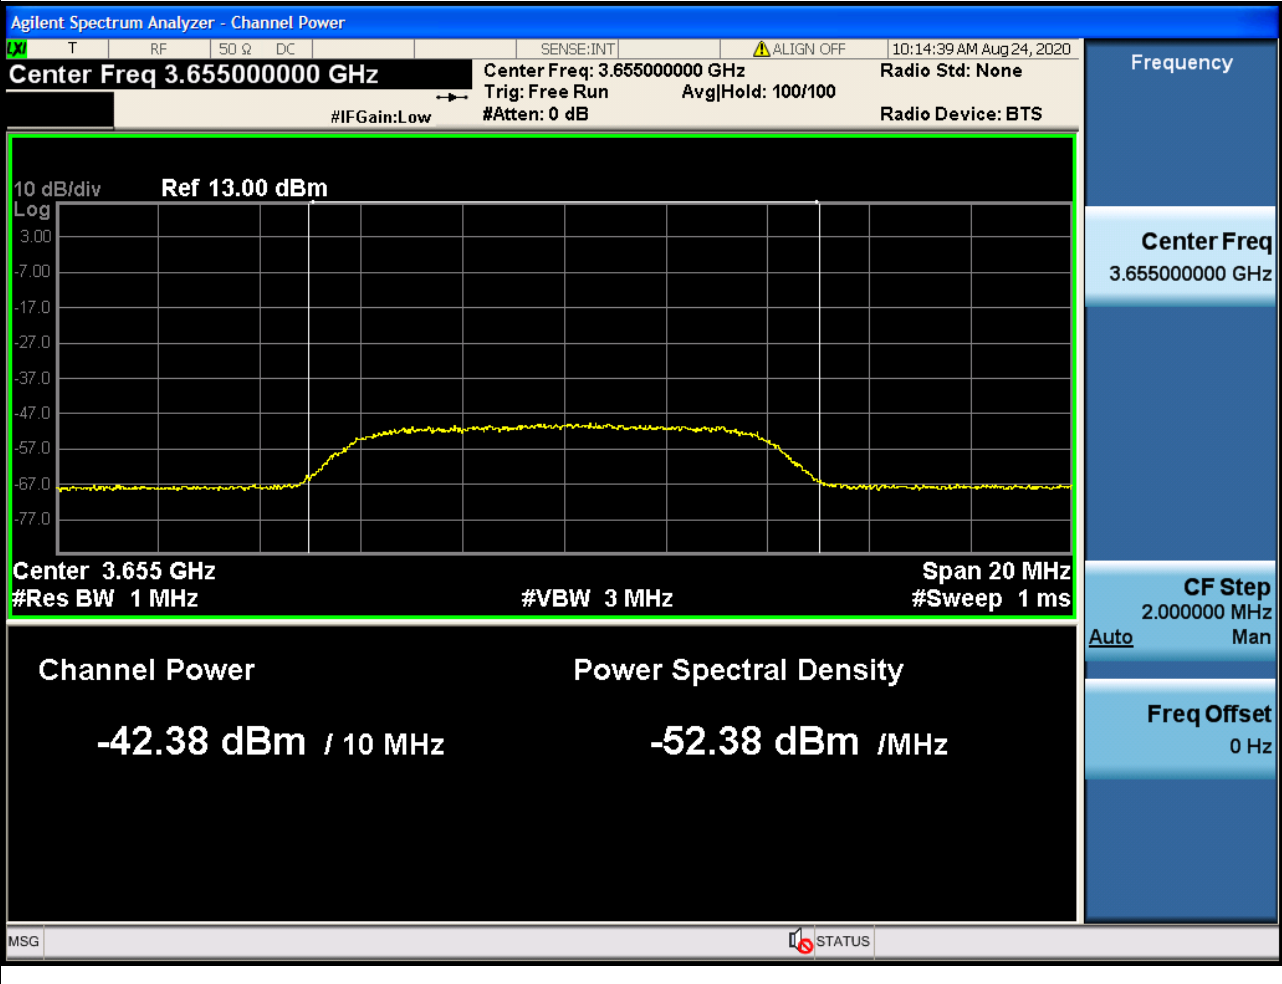 Agilent Spectrum Analyzer - Channel Power
LXI T RF 50 Ω DC SENSE:INT ALIGN OFF 10:14:39 AM Aug 24, 2020
Center Freq 3.655000000 GHz
Center Freq: 3.655000000 GHz
Radio Std: None
Trig: Free Run
Avg|Hold: 100/100
#IFGain:Low
#Atten: 0 dB
Radio Device: BTS
10 dB/div
Ref 13.00 dBm
Log
3.00
-7.00
-17.0
-27.0
-37.0
-47.0
-57.0
-67.0
-77.0
Center 3.655 GHz
Span 20 MHz
#Res BW 1 MHz
#VBW 3 MHz
#Sweep 1 ms
Channel Power
Power Spectral Density
-42.38 dBm / 10 MHz
-52.38 dBm /MHz
Frequency
Center Freq
3.655000000 GHz
CF Step
2.000000 MHz
Auto Man
Freq Offset
0 Hz
MSG
STATUS